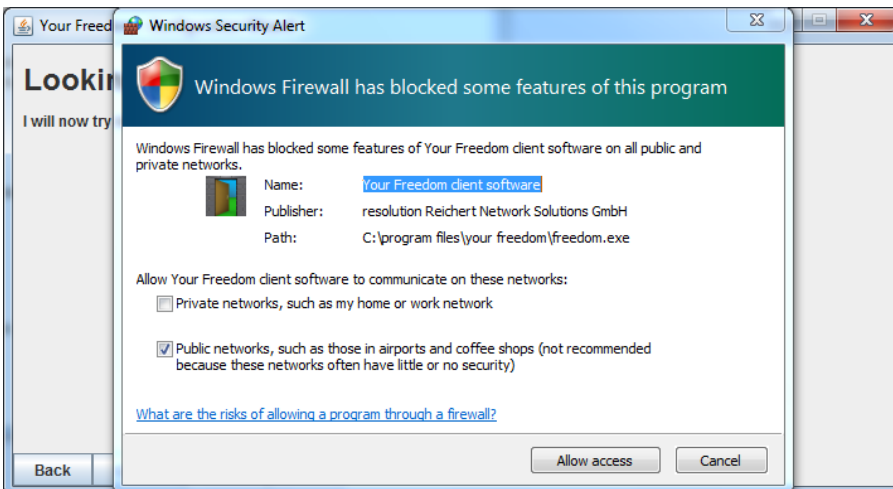 Your Freed
Windows Security Alert
Lookin
I will now try
Windows Firewall has blocked some features of this program
Windows Firewall has blocked some features of Your Freedom client software on all public and
private networks.
Name: Your Freedom client software
Publisher: resolution Reichert Network Solutions GmbH
Path: C:\program files\your freedom\freedom.exe
Allow Your Freedom client software to communicate on these networks:
Private networks, such as my home or work network
Public networks, such as those in airports and coffee shops (not recommended
because these networks often have little or no security)
What are the risks of allowing a program through a firewall?
Allow access
Cancel
Back